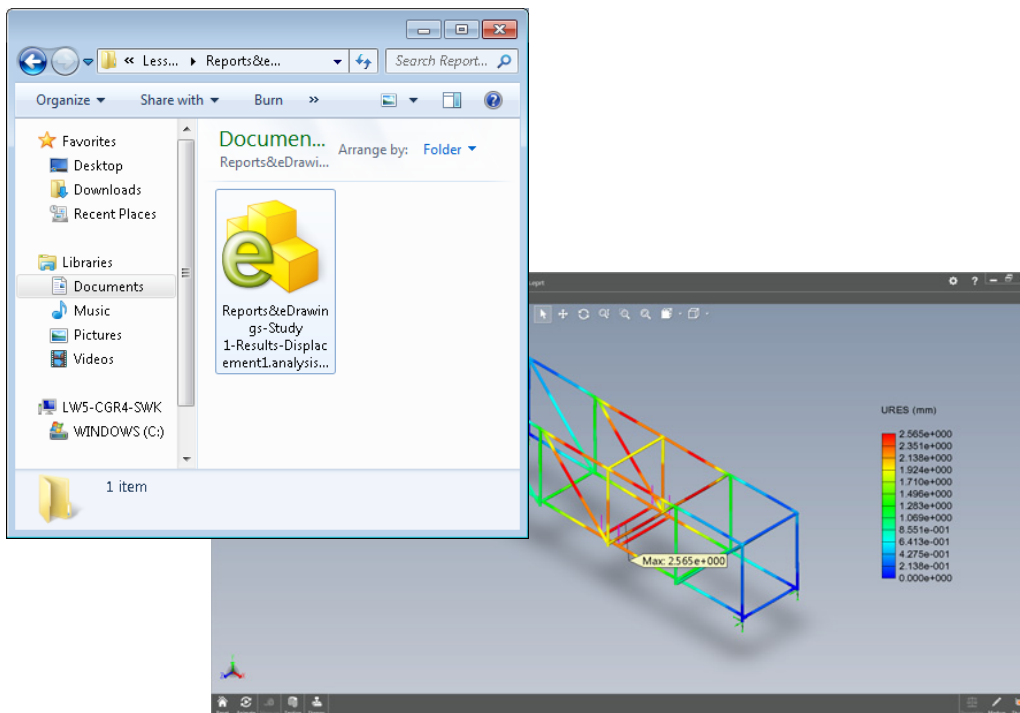 « Less... Reports&e...
Search Report...
Organize Share with Burn »
Favorites
Desktop
Downloads
Recent Places
Libraries
Documents
Music
Pictures
Videos
LW5-CGR4-SWK
WINDOWS (C:)
Documen...
Reports&eDrawi...
Arrange by: Folder
Reports&eDrawin
gs-Study
1-Results-Displac
ement1.analysis...
1 item
URES (mm)
2.565e+000
2.351e+000
2.138e+000
1.924e+000
1.710e+000
1.496e+000
1.283e+000
1.069e+000
8.551e-001
6.413e-001
4.275e-001
2.138e-001
0.000e+000
Max: 2.565e+000